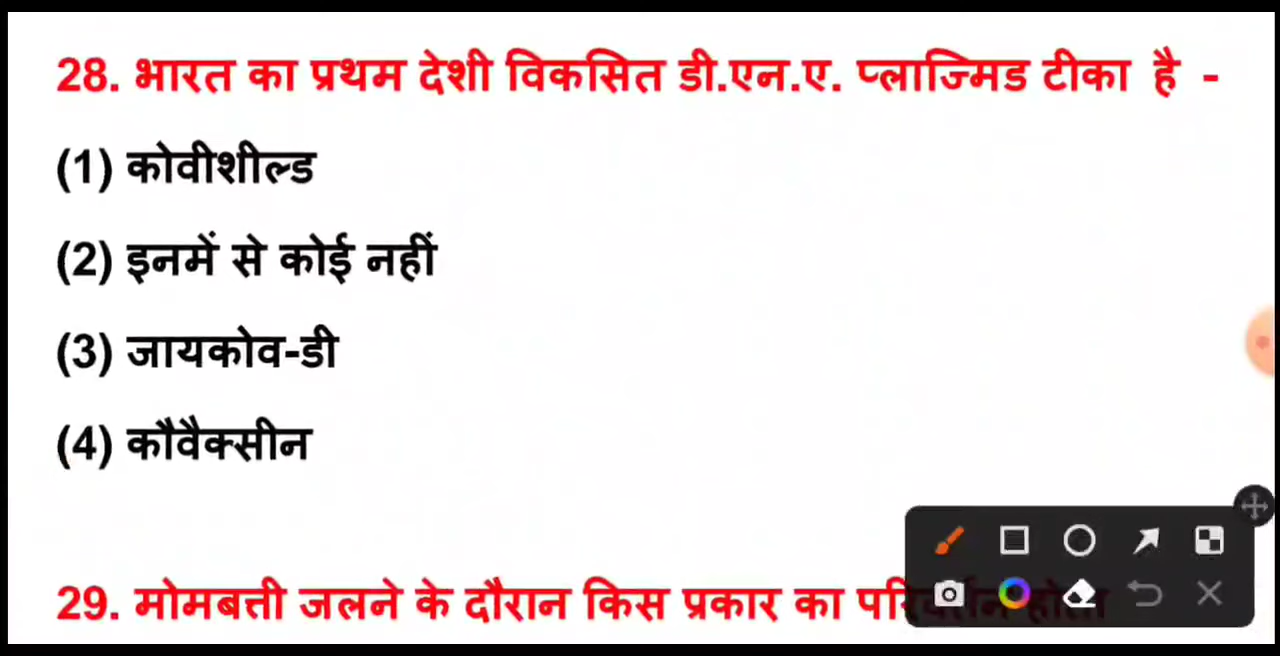 28. भारत का प्रथम देशी विकसित डी.एन.ए. प्लाज्मिड टीका है -
(1) कोवीशील्ड
(2) इनमें से कोई नहीं
(3) जायकोव-डी
(4) कौवैक्सीन
29. मोमबत्ती जलने के दौरान किस प्रकार का